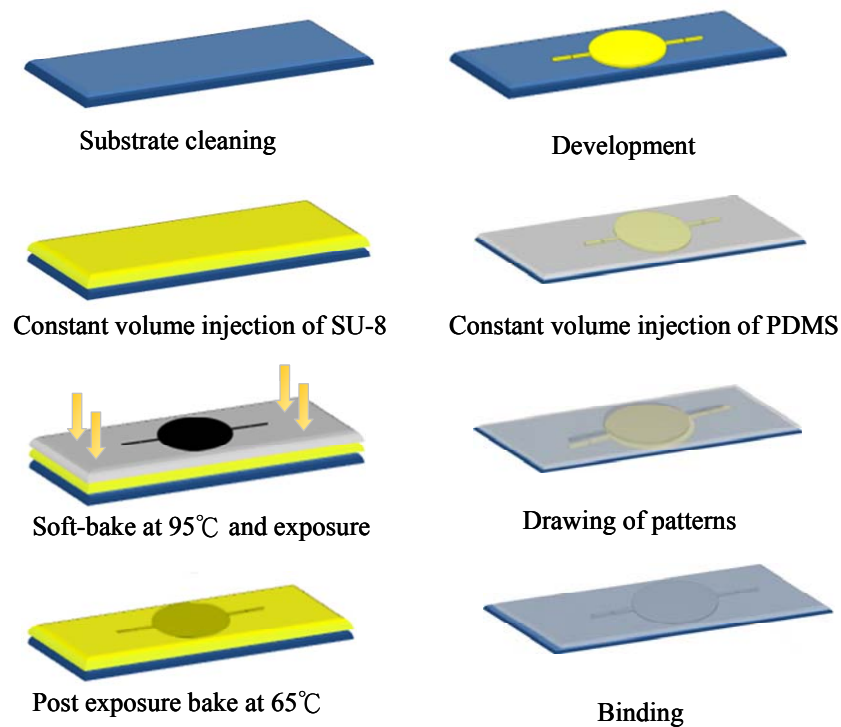 Substrate cleaning
Constant volume injection of SU-8
Soft-bake at 95℃ and exposure
Post exposure bake at 65℃
Development
Constant volume injection of PDMS
Drawing of patterns
Binding